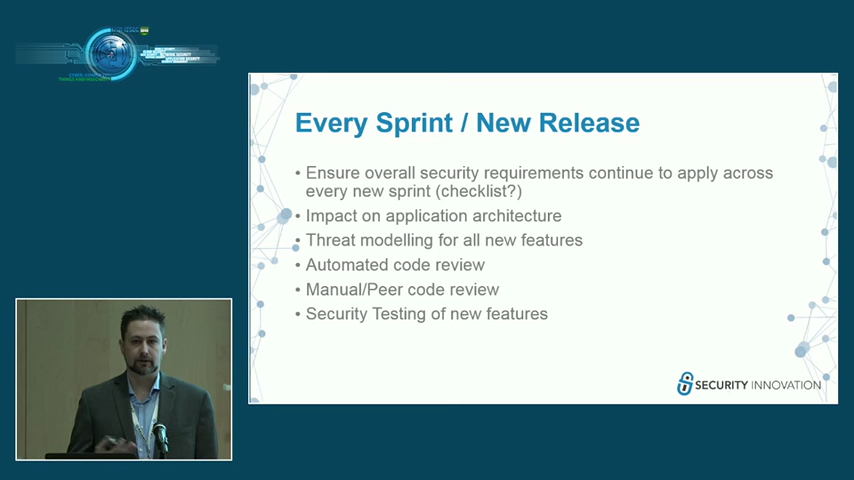 Every Sprint / New Release
• Ensure overall security requirements continue to apply across
every new sprint (checklist?)
• Impact on application architecture
• Threat modelling for all new features
• Automated code review
• Manual/Peer code review
• Security Testing of new features
SECURITY INNOVATION